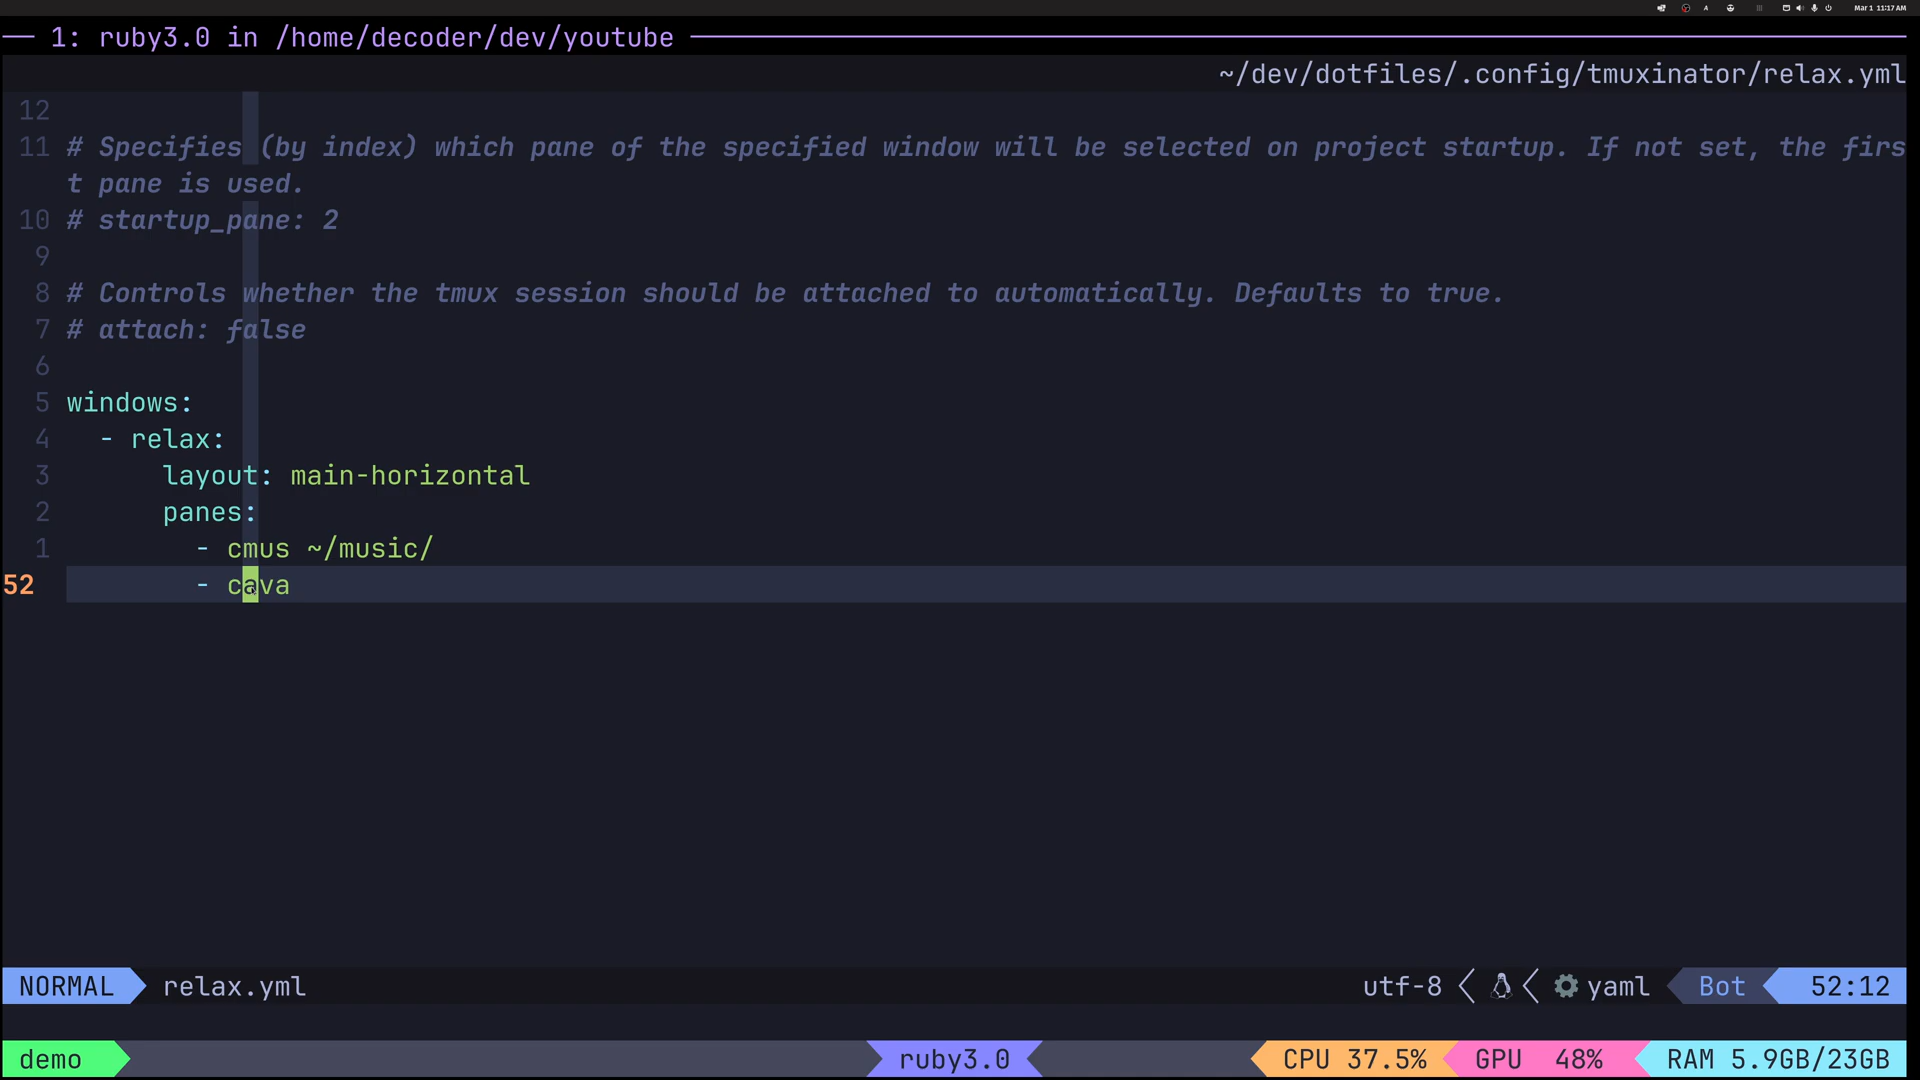 Mar 1 11:17 AM
1: ruby3.0 in /home/decoder/dev/youtube
~/dev/dotfiles/.config/tmuxinator/relax.yml
12
11 # Specifies (by index) which pane of the specified window will be selected on project startup. If not set, the firs
t pane is used.
10 # startup_pane: 2
9
8 # Controls whether the tmux session should be attached to automatically. Defaults to true.
7 # attach: false
6
5 windows:
4 - relax:
3 layout: main-horizontal
2 panes:
1 - cmus ~/music/
52 - cava
NORMAL relax.yml utf-8 yaml Bot 52:12
demo ruby3.0 CPU 37.5% GPU 48% RAM 5.9GB/23GB